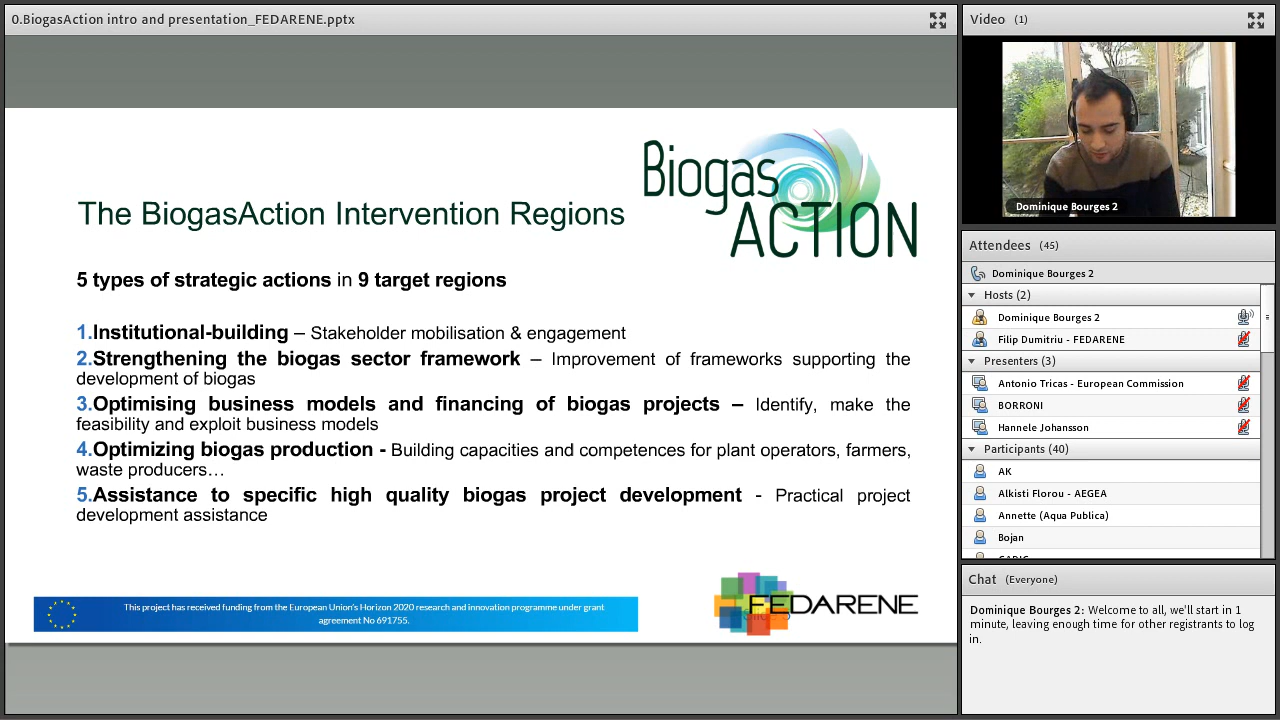 0.BiogasAction intro and presentation_FEDARENE.pptx
Biogas
ACTION
The BiogasAction Intervention Regions
5 types of strategic actions in 9 target regions
1.Institutional-building – Stakeholder mobilisation & engagement
2.Strengthening the biogas sector framework – Improvement of frameworks supporting the
development of biogas
3.Optimising business models and financing of biogas projects – Identify, make the
feasibility and exploit business models
4.Optimizing biogas production - Building capacities and competences for plant operators, farmers,
waste producers…
5.Assistance to specific high quality biogas project development - Practical project
development assistance
This project has received funding from the European Union's Horizon 2020 research and innovation programme under grant
agreement No 691755.
FEDARENE
Video (1)
Dominique Bourges 2
Attendees (45)
Dominique Bourges 2
Hosts (2)
Dominique Bourges 2
Filip Dumitriu - FEDARENE
Presenters (3)
Antonio Tricas - European Commission
BORRONI
Hannele Johansson
Participants (40)
AK
Alkisti Florou - AEGEA
Annette (Aqua Publica)
Bojan
Chat (Everyone)
Dominique Bourges 2: Welcome to all, we'll start in 1
minute, leaving enough time for other registrants to log
in.